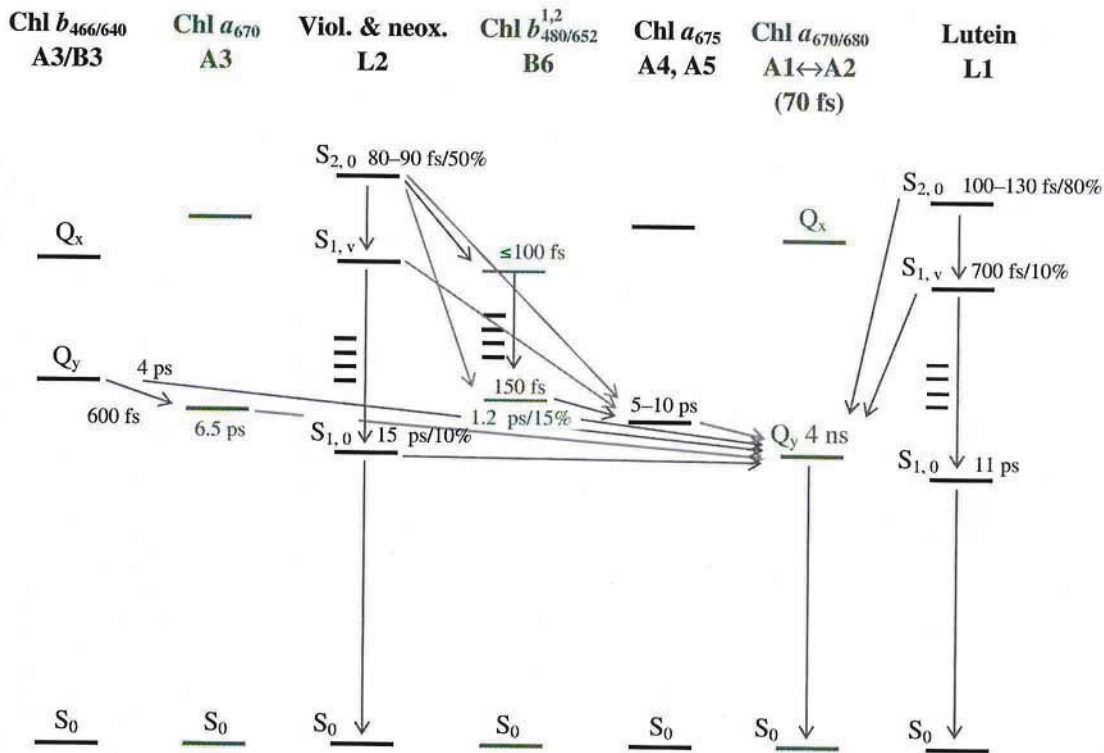 Chl b466/640
A3/B3
Chl a670
A3
Viol. & neox.
L2
Chl b480/652 1,2
B6
Chl a675
A4, A5
Chl a670/680
A1↔A2
(70 fs)
Lutein
L1
S2, 0 80–90 fs/50%
S2, 0 100–130 fs/80%
Qx
S1, v
≤100 fs
Qx
S1, v 700 fs/10%
Qy
4 ps
600 fs
6.5 ps
150 fs
1.2 ps/15%
5–10 ps
S1, 0 15 ps/10%
Qy 4 ns
S1, 0 11 ps
S0
S0
S0
S0
S0
S0
S0